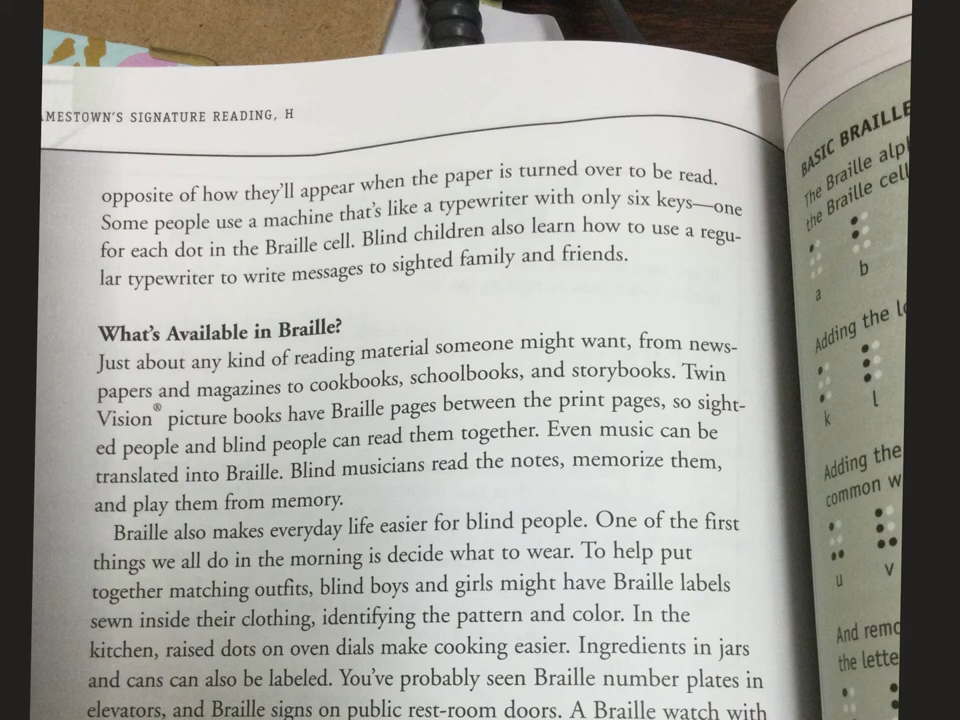 MESTOWN'S SIGNATURE READING, H
opposite of how they'll appear when the paper is turned over to be read.
Some people use a machine that's like a typewriter with only six keys—one
for each dot in the Braille cell. Blind children also learn how to use a regu-
lar typewriter to write messages to sighted family and friends.
What's Available in Braille?
Just about any kind of reading material someone might want, from news-
papers and magazines to cookbooks, schoolbooks, and storybooks. Twin
Vision® picture books have Braille pages between the print pages, so sight-
ed people and blind people can read them together. Even music can be
translated into Braille. Blind musicians read the notes, memorize them,
and play them from memory.
Braille also makes everyday life easier for blind people. One of the first
things we all do in the morning is decide what to wear. To help put
together matching outfits, blind boys and girls might have Braille labels
sewn inside their clothing, identifying the pattern and color. In the
kitchen, raised dots on oven dials make cooking easier. Ingredients in jars
and cans can also be labeled. You've probably seen Braille number plates in
elevators, and Braille signs on public rest-room doors. A Braille watch with
BASIC BRAILLE
The Braille alp
the Braille cell
a b
Adding the
k l
Adding the
common w
u v
And remo
the lette